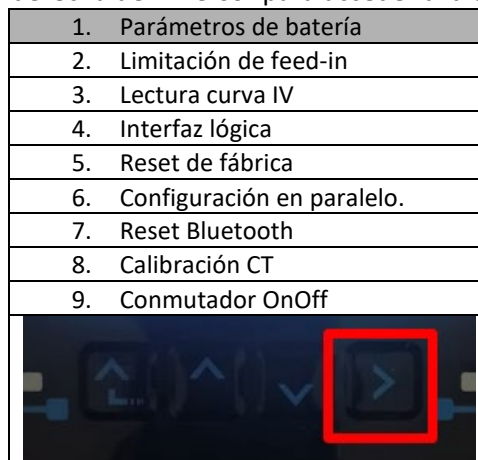 1. Parámetros de batería
2. Limitación de feed-in
3. Lectura curva IV
4. Interfaz lógica
5. Reset de fábrica
6. Configuración en paralelo.
7. Reset Bluetooth
8. Calibración CT
9. Conmutador OnOff